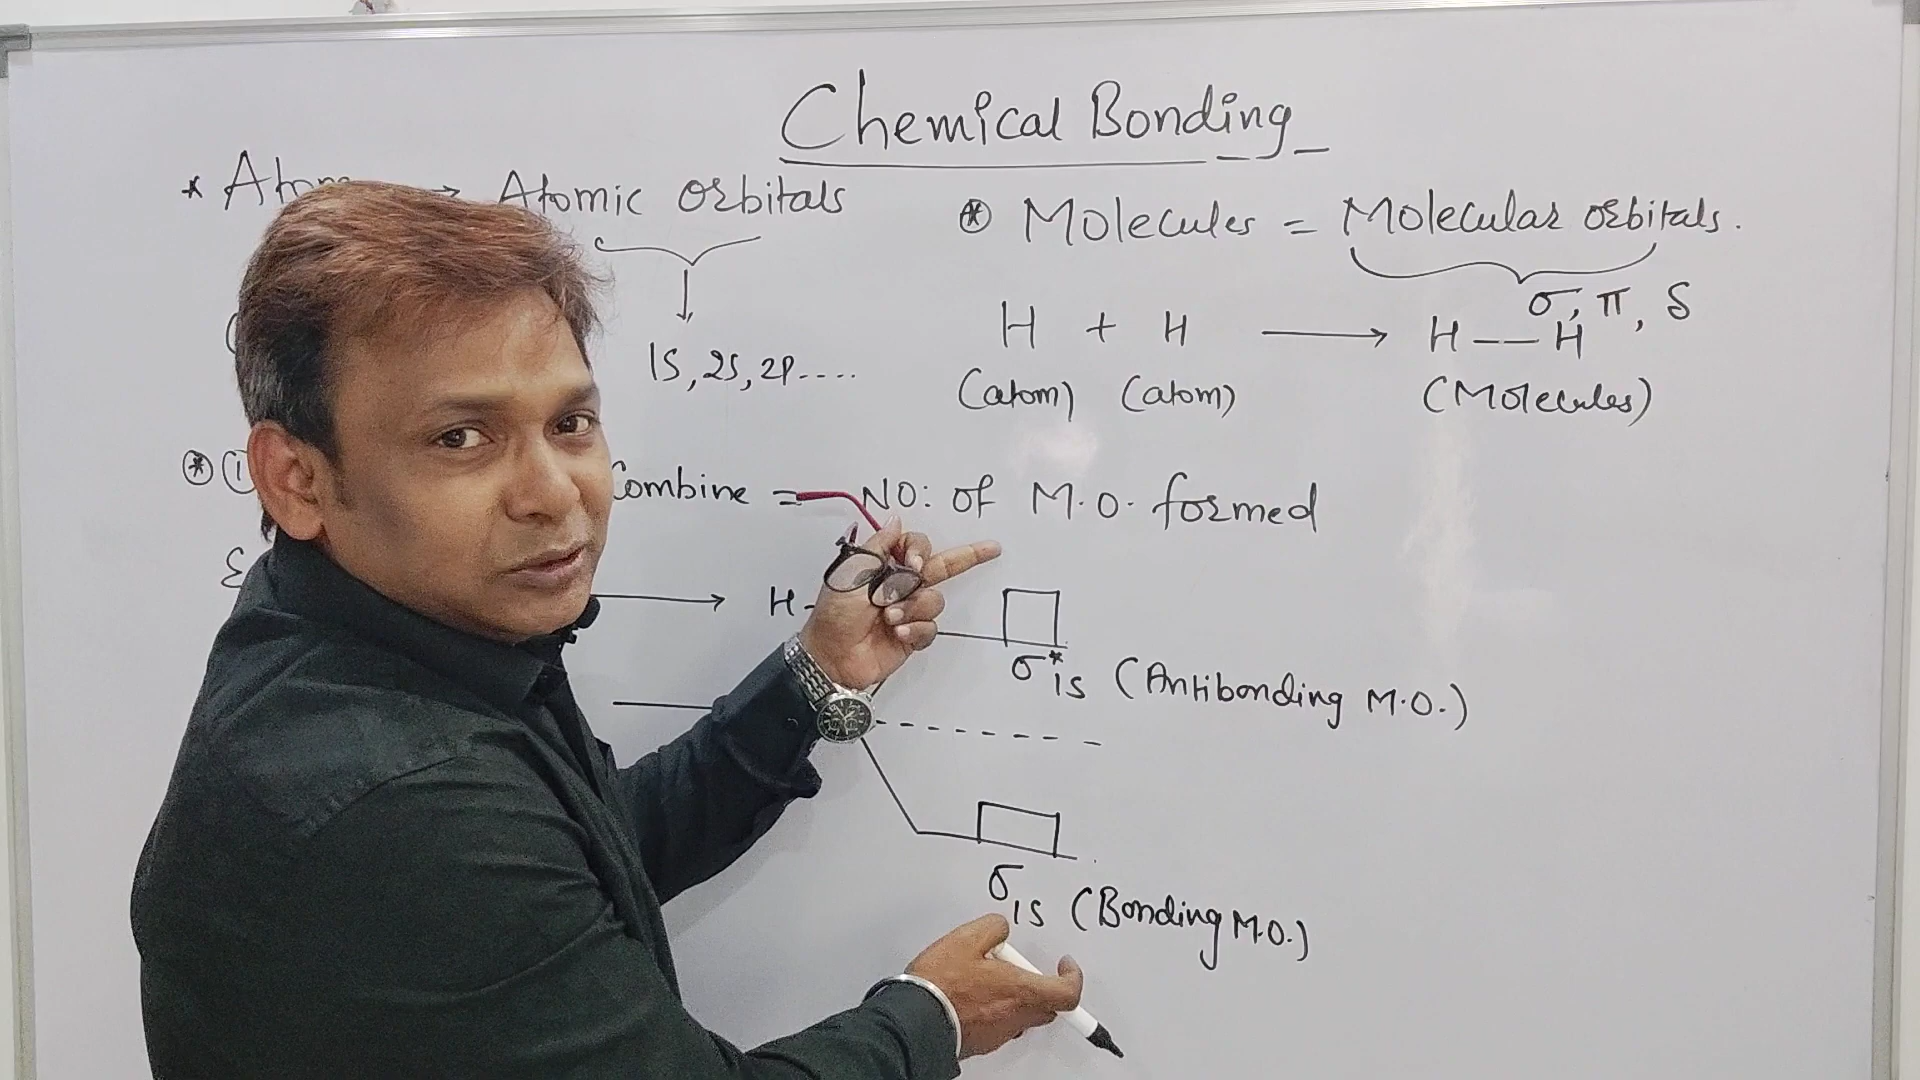 Chemical Bonding
* Atom → Atomic orbitals
1s, 2s, 2p....
* Molecules = Molecular orbitals.
σ, π, δ
H + H → H — H
(atom) (atom) (Molecules)
* ① Combine = NO: of M.O. formed
H-
σ*1s (Antibonding M.O.)
σ1s (Bonding M.O.)